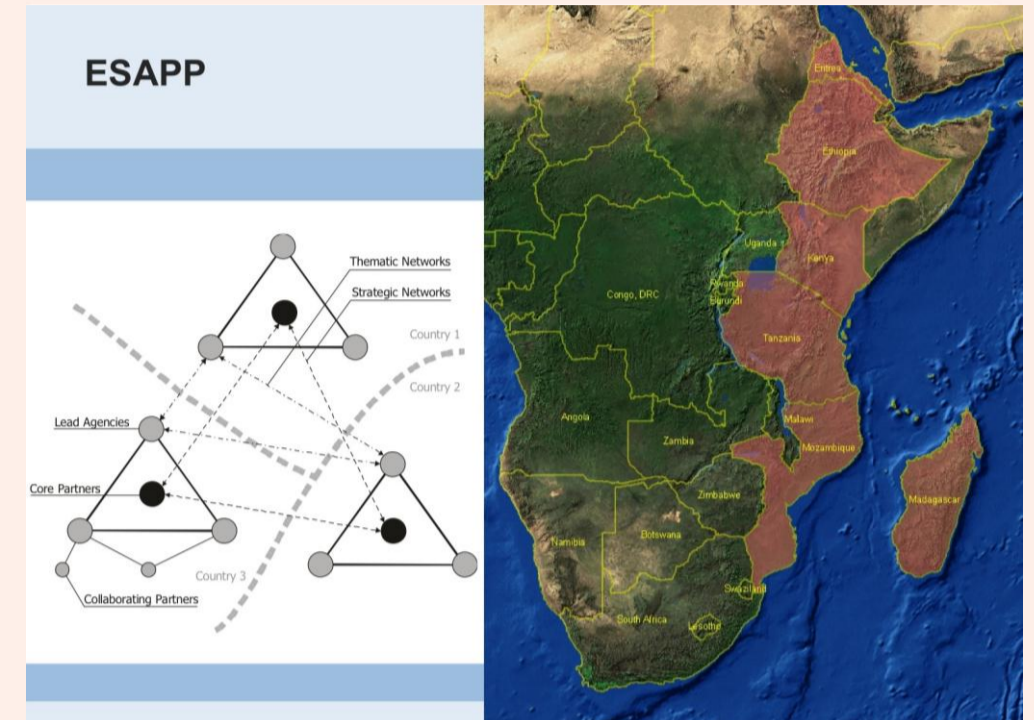 ESAPP
Thematic Networks
Strategic Networks
Country 1
Country 2
Lead Agencies
Core Partners
Country 3
Collaborating Partners
Eritrea
Ethiopia
Uganda
Kenya
Rwanda
Congo, DRC
Burundi
Tanzania
Angola
Malawi
Zambia
Mozambique
Zimbabwe
Madagascar
Botswana
Namibia
Swaziland
South Africa
Lesotho